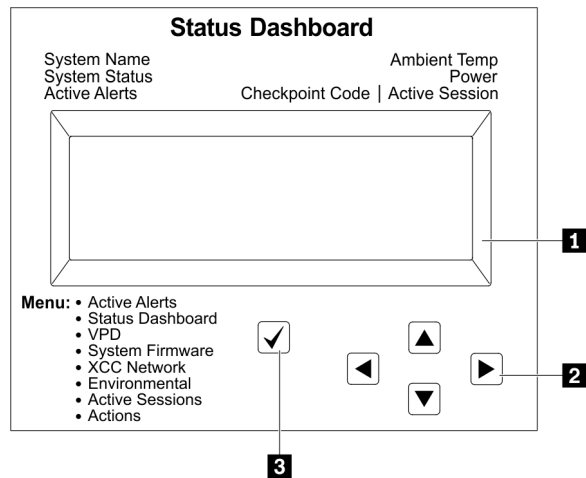 Status Dashboard
System Name
System Status
Active Alerts
Ambient Temp
Power
Checkpoint Code | Active Session
1
Menu: • Active Alerts
• Status Dashboard
• VPD
• System Firmware
• XCC Network
• Environmental
• Active Sessions
• Actions
2
3